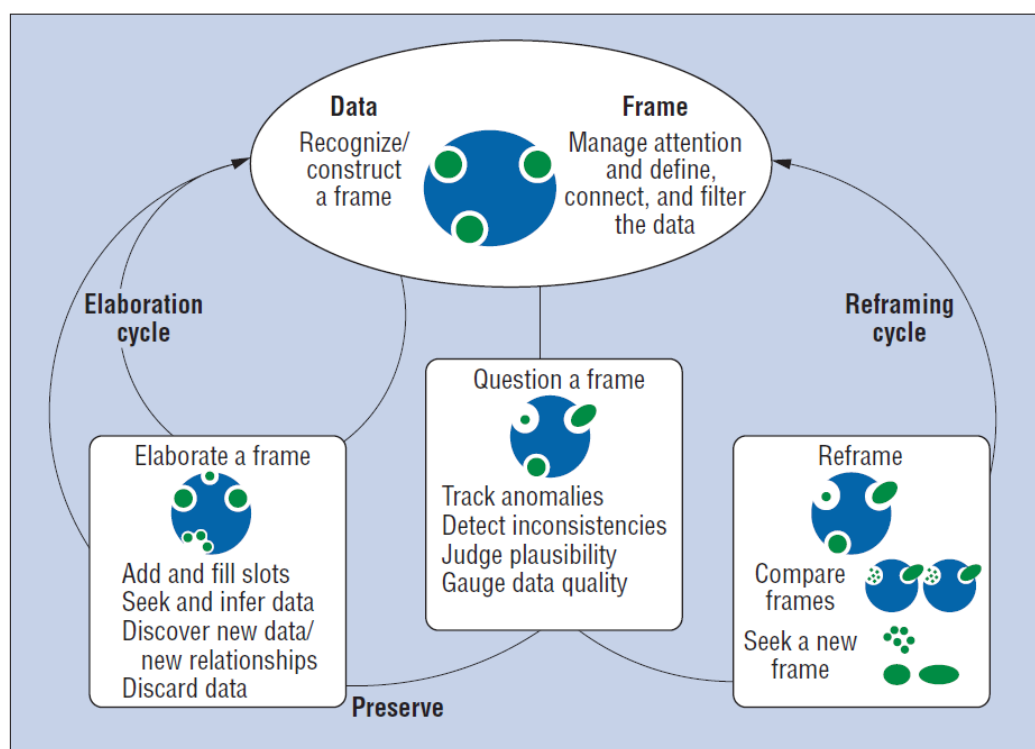 Data
Recognize/
construct
a frame
Frame
Manage attention
and define,
connect, and filter
the data
Elaboration
cycle
Reframing
cycle
Elaborate a frame
Add and fill slots
Seek and infer data
Discover new data/
new relationships
Discard data
Question a frame
Track anomalies
Detect inconsistencies
Judge plausibility
Gauge data quality
Reframe
Compare
frames
Seek a new
frame
Preserve